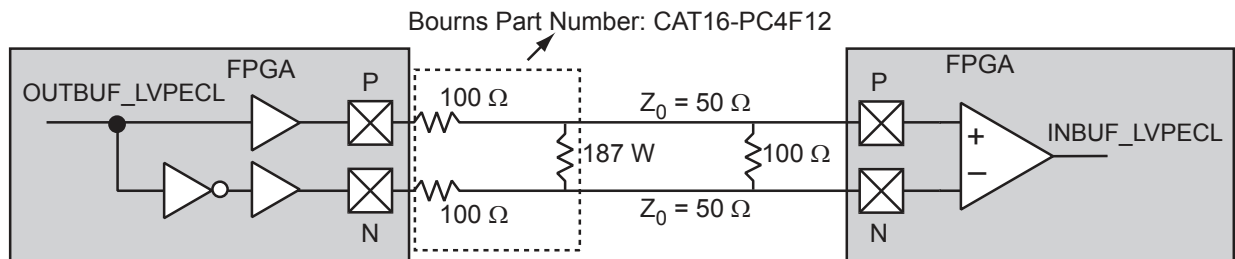 Bourns Part Number: CAT16-PC4F12
FPGA
OUTBUF_LVPECL
P
100 Ω
187 W
100 Ω
N
Z0 = 50 Ω
100 Ω
Z0 = 50 Ω
FPGA
P
+
−
INBUF_LVPECL
N